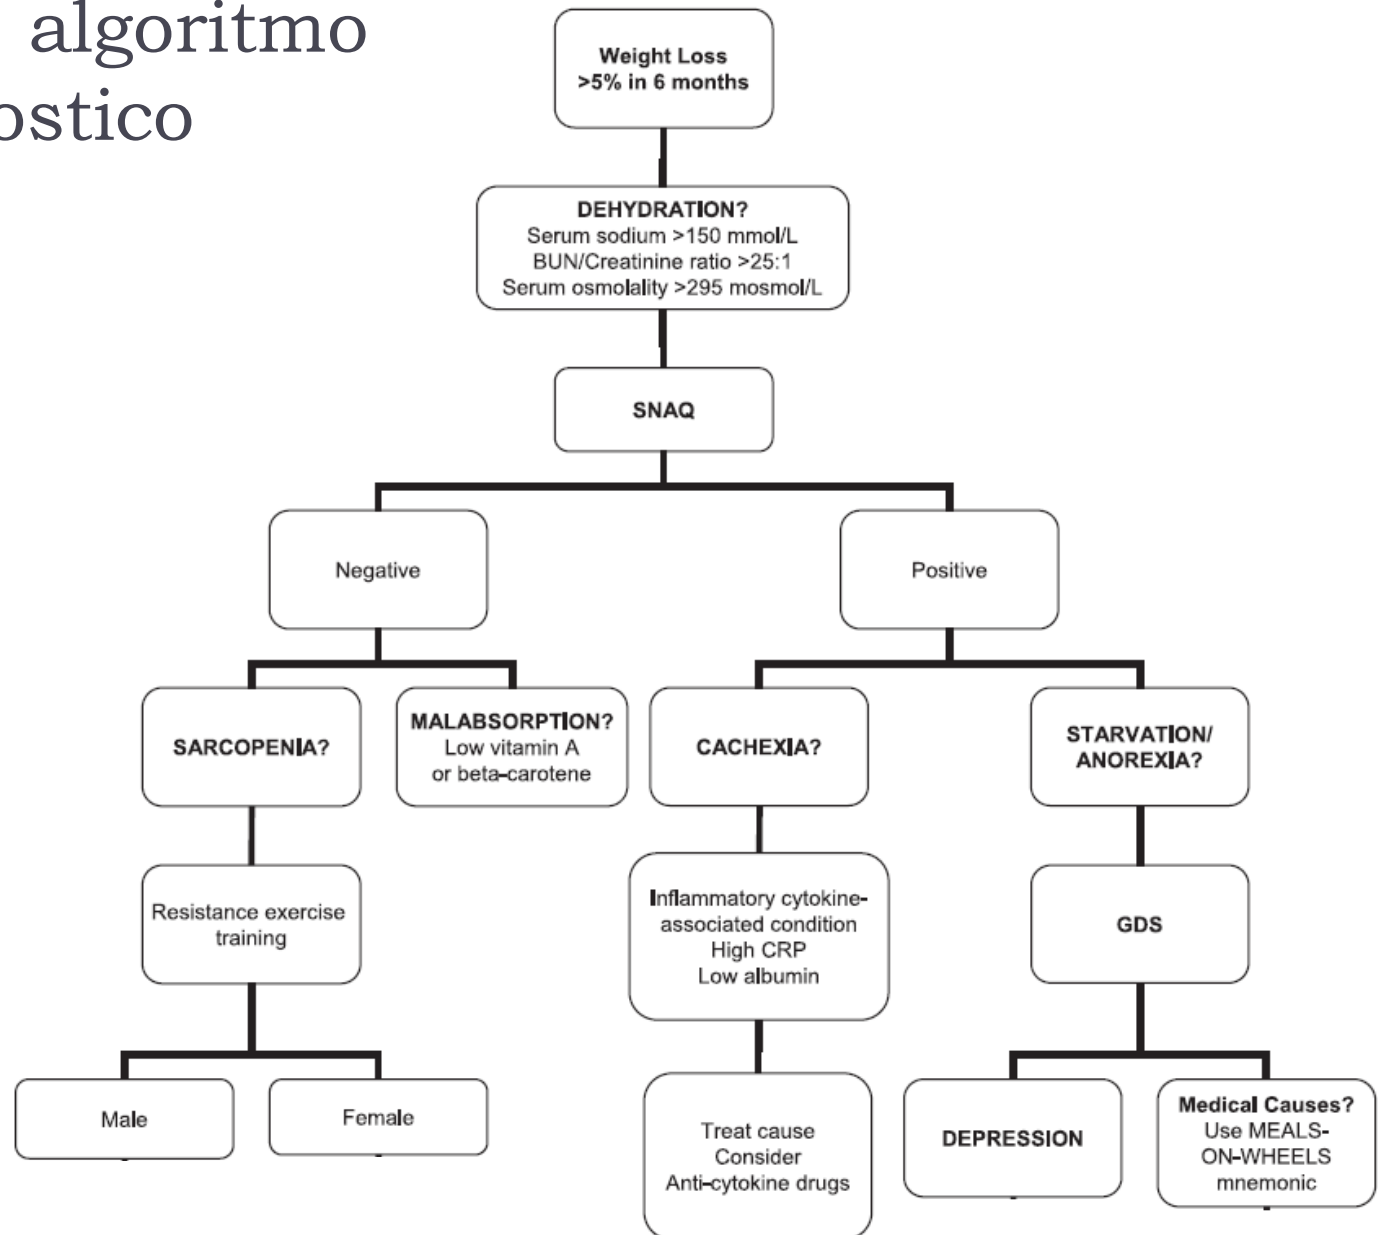 algoritmo
ostico
Weight Loss
>5% in 6 months
DEHYDRATION?
Serum sodium >150 mmol/L
BUN/Creatinine ratio >25:1
Serum osmolality >295 mosmol/L
SNAQ
Negative
Positive
SARCOPENIA?
MALABSORPTION?
Low vitamin A
or beta-carotene
CACHEXIA?
STARVATION/
ANOREXIA?
Resistance exercise
training
Inflammatory cytokine-
associated condition
High CRP
Low albumin
GDS
Male
Female
Treat cause
Consider
Anti-cytokine drugs
DEPRESSION
Medical Causes?
Use MEALS-
ON-WHEELS
mnemonic